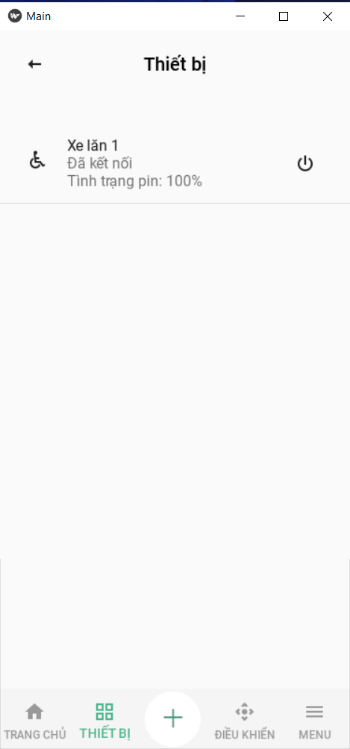 Main
Thiết bị
Xe lăn 1
Đã kết nối
Tình trạng pin: 100%
TRANG CHỦ
THIẾT BỊ
ĐIỀU KHIỂN
MENU